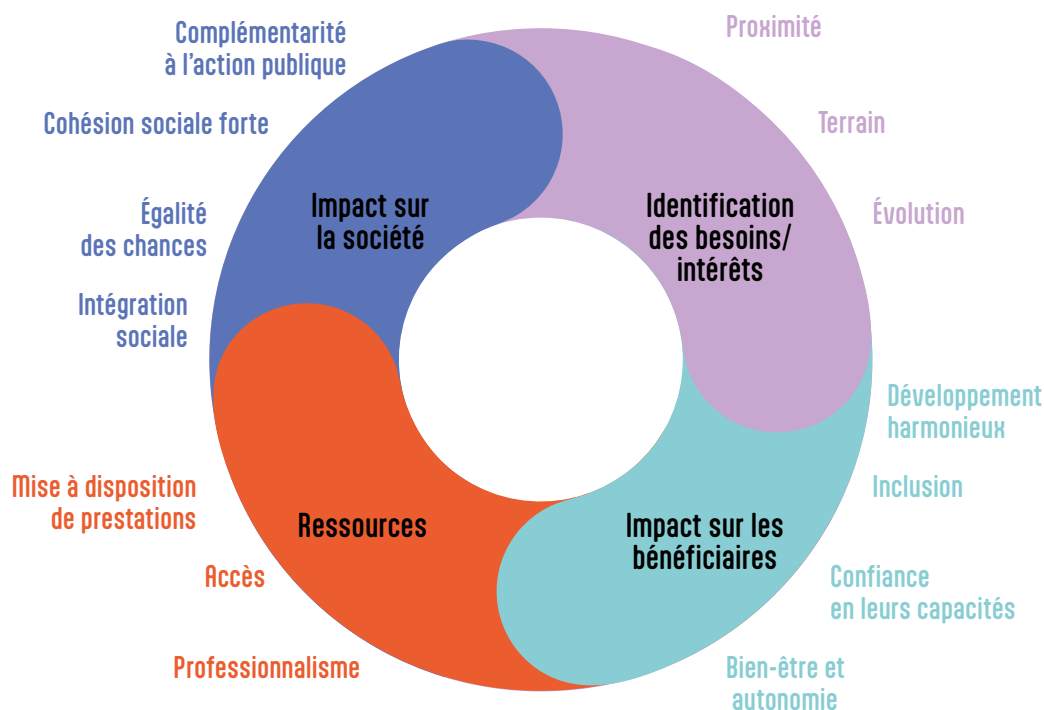 Complémentarité
à l'action publique
Cohésion sociale forte
Égalité
des chances
Intégration
sociale
Impact sur
la société
Proximité
Terrain
Évolution
Identification
des besoins/
intérêts
Développement
harmonieux
Inclusion
Confiance
en leurs capacités
Bien-être et
autonomie
Impact sur les
bénéficiaires
Mise à disposition
de prestations
Accès
Professionnalisme
Ressources